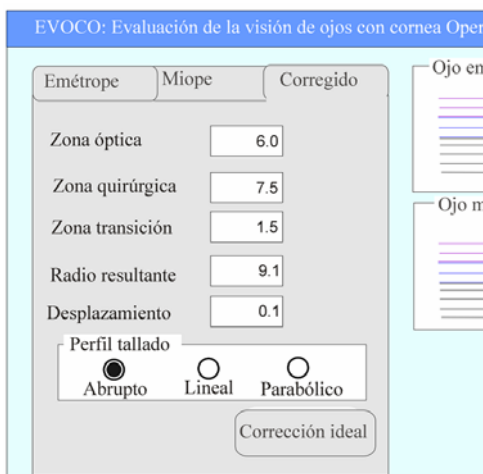 EVOCO: Evaluación de la visión de ojos con cornea Oper
Emétrope Miope Corregido
Ojo en
Zona óptica 6.0
Zona quirúrgica 7.5
Ojo m
Zona transición 1.5
Radio resultante 9.1
Desplazamiento 0.1
Perfil tallado
Abrupto Lineal Parabólico
Corrección ideal